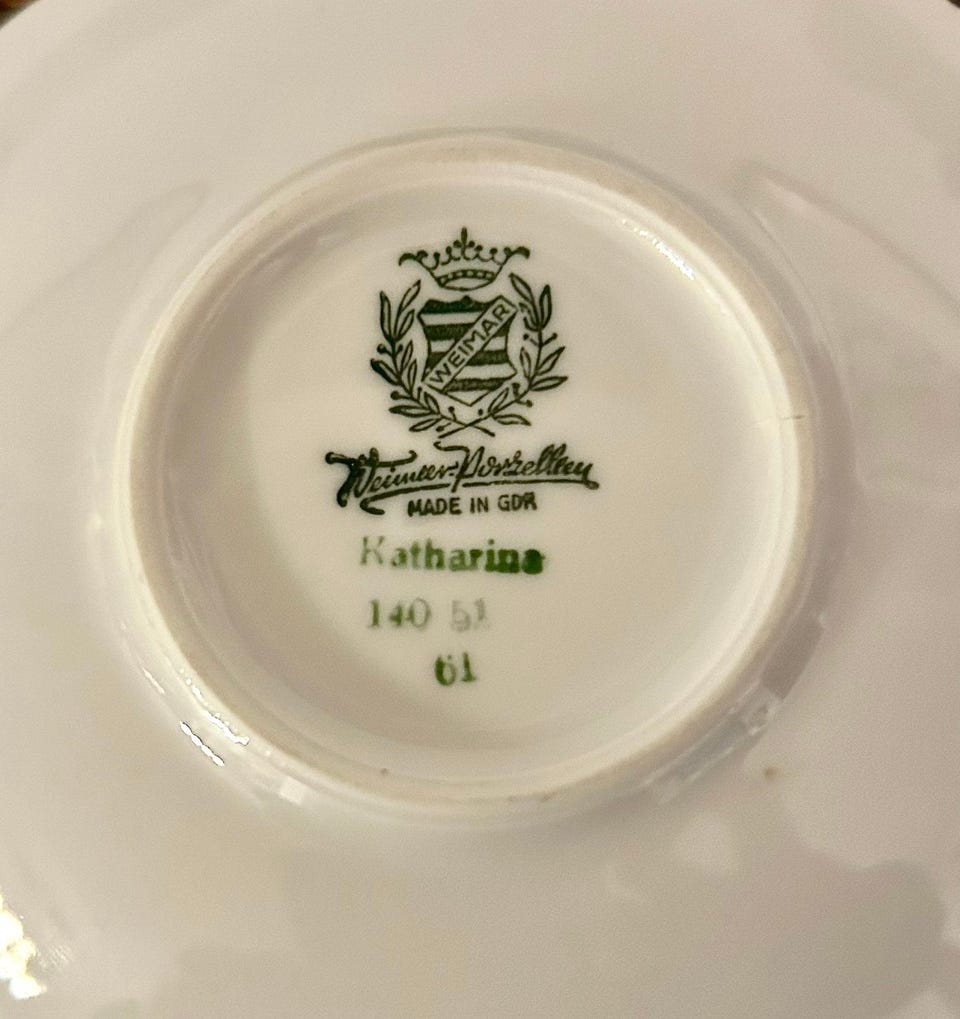 WEIMAR
Weimar-Porzellan
MADE IN GDR
Katharina
140 51
61